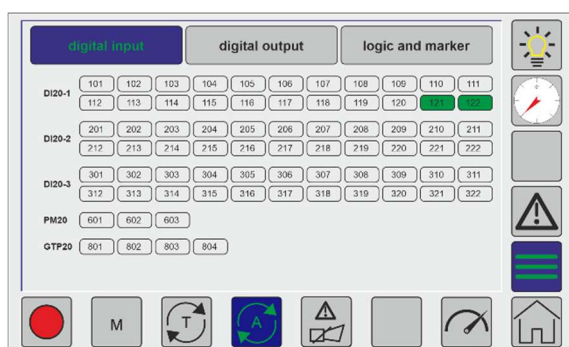 digital input digital output logic and marker
DI20-1 101 102 103 104 105 106 107 108 109 110 111
112 113 114 115 116 117 118 119 120 121 122
DI20-2 201 202 203 204 205 206 207 208 209 210 211
212 213 214 215 216 217 218 219 220 221 222
DI20-3 301 302 303 304 305 306 307 308 309 310 311
312 313 314 315 316 317 318 319 320 321 322
PM20 601 602 603
GTP20 801 802 803 804
M T A